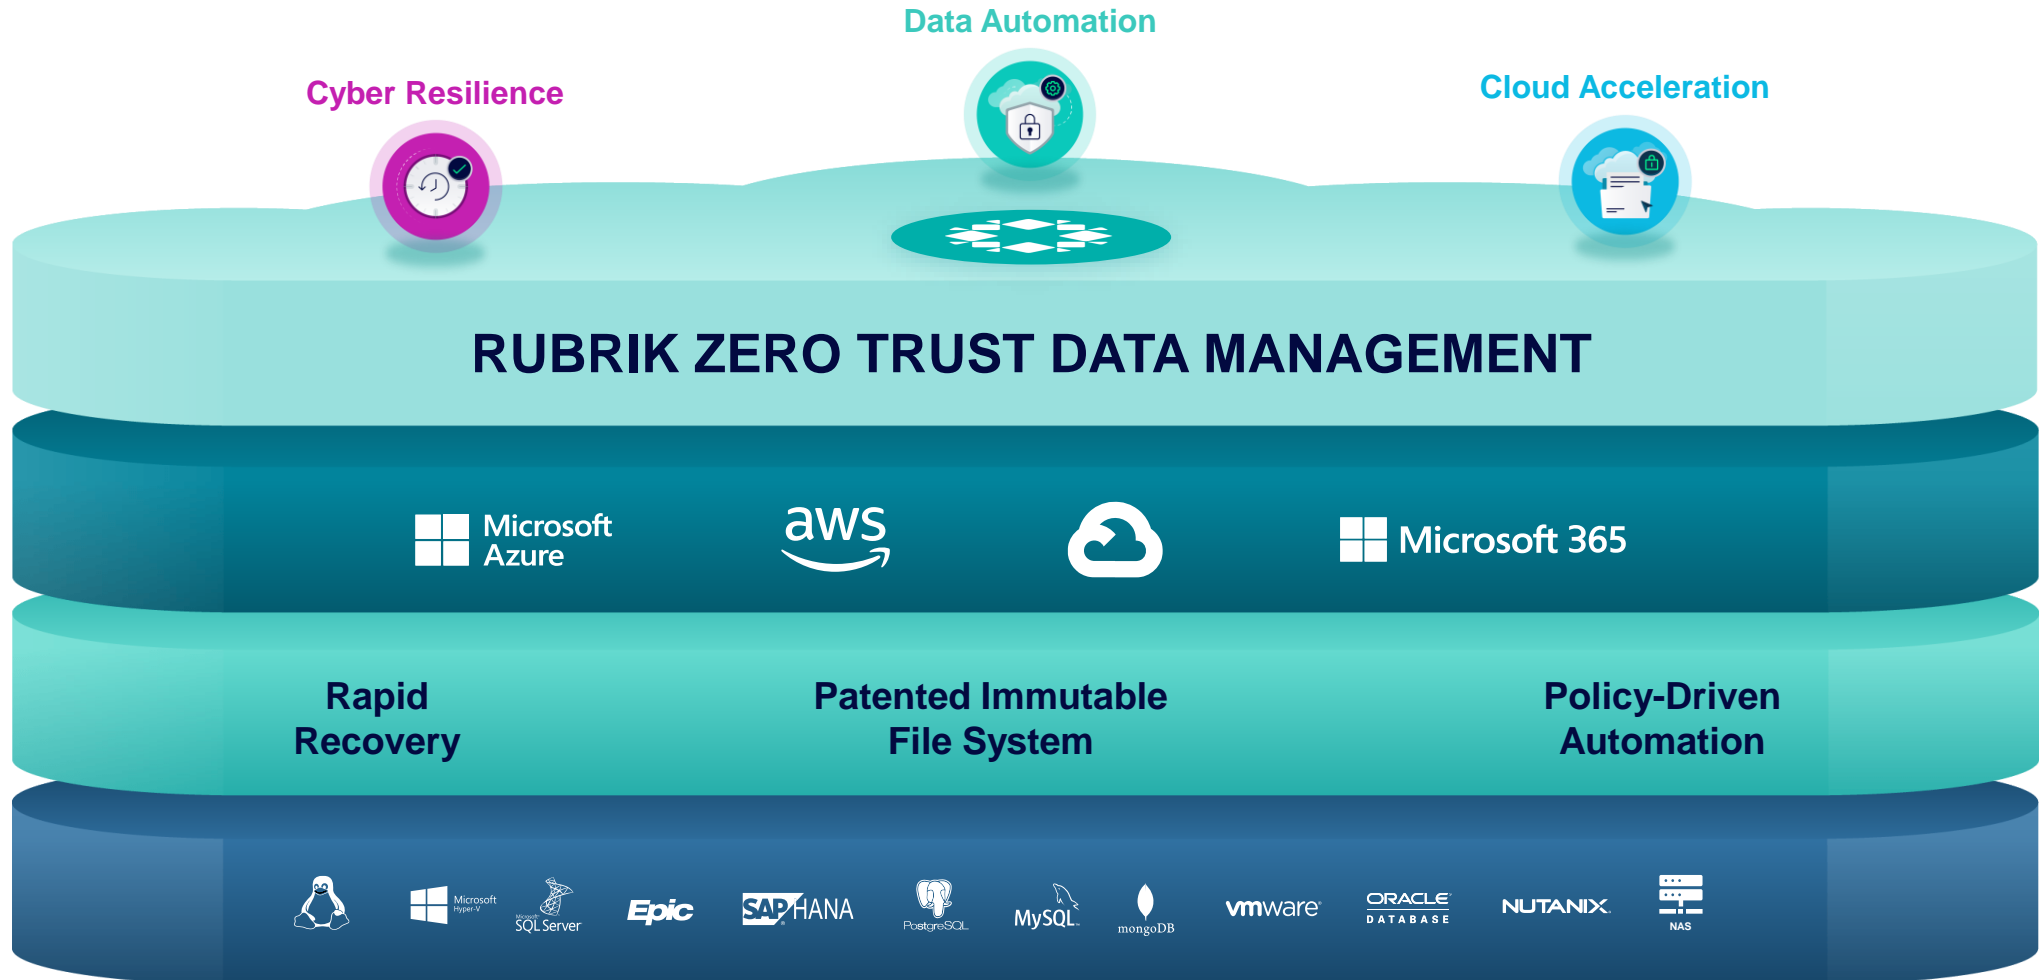 Data Automation
Cyber Resilience
Cloud Acceleration
RUBRIK ZERO TRUST DATA MANAGEMENT
Microsoft
Azure
aws
Microsoft 365
Rapid
Recovery
Patented Immutable
File System
Policy-Driven
Automation
Microsoft
Hyper-V
Microsoft
SQL Server
Epic
SAP HANA
PostgreSQL
MySQL
mongoDB
vmware
ORACLE
DATABASE
NUTANIX
NAS